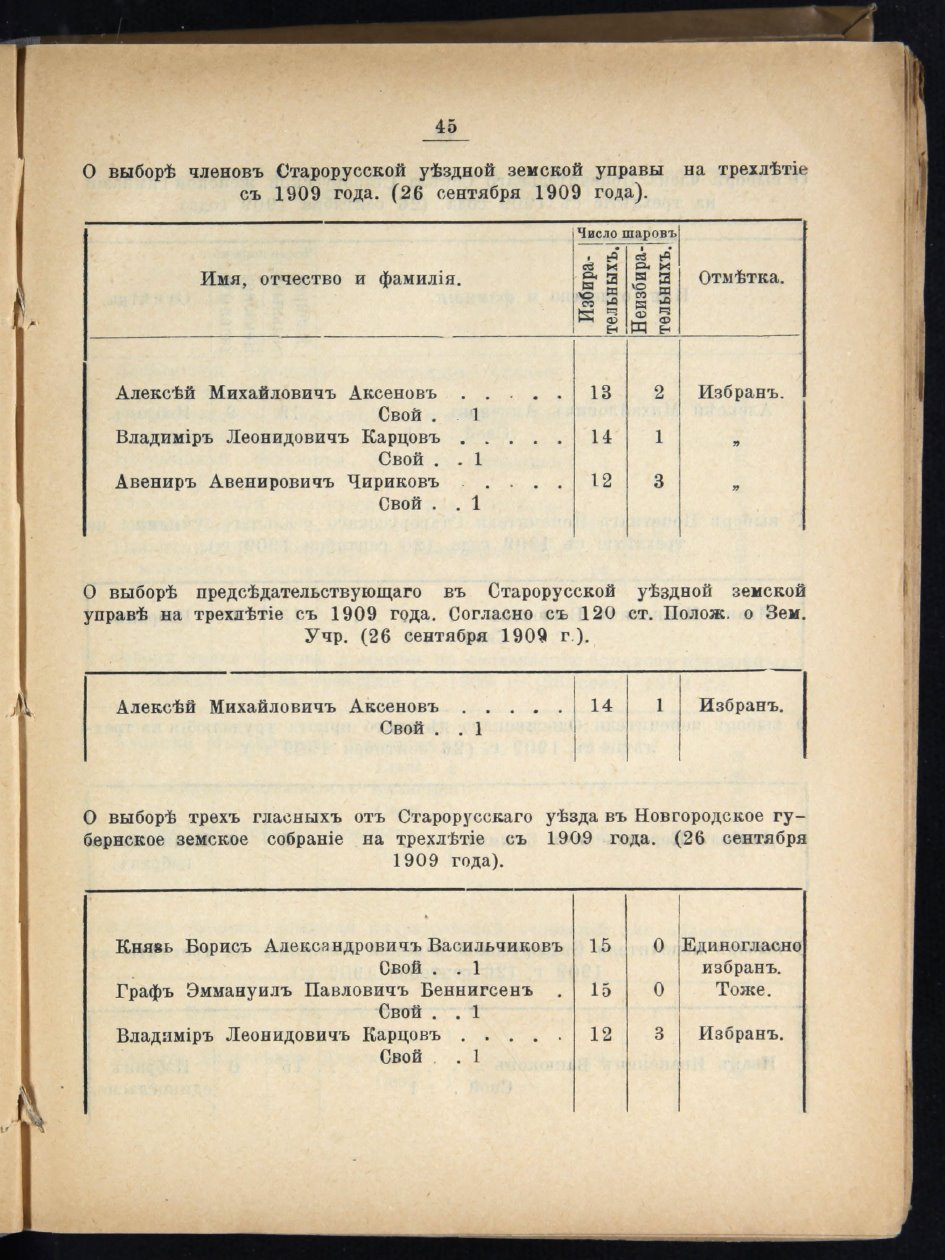 45
О выборѣ членовъ Старорусской уѣздной земской управы на трехлѣтіе
съ 1909 года. (26 сентября 1909 года).
Имя, отчество и фамилія.
Число шаровъ
Избира-
тельныхъ.
Неизбира-
тельныхъ.
Отмѣтка.
Алексѣй Михайловичъ Аксеновъ . . . . . 13 2 Избранъ.
Свой . 1
Владиміръ Леонидовичъ Карцовъ . . . . . 14 1 „
Свой . . 1
Авениръ Авенировичъ Чириковъ . . . . . 12 3 „
Свой . . 1
О выборѣ предсѣдательствующаго въ Старорусской уѣздной земской
управѣ на трехлѣтіе съ 1909 года. Согласно съ 120 ст. Полож. о Зем.
Учр. (26 сентября 1909 г.).
Алексѣй Михайловичъ Аксеновъ . . . . . 14 1 Избранъ.
Свой . . 1
О выборѣ трехъ гласныхъ отъ Старорусскаго уѣзда въ Новгородское гу-
бернское земское собраніе на трехлѣтіе съ 1909 года. (26 сентября
1909 года).
Князь Борисъ Александровичъ Васильчиковъ 15 0 Единогласно
Свой . . 1 избранъ.
Графъ Эммануилъ Павловичъ Беннигсенъ . 15 0 Тоже.
Свой . . 1
Владиміръ Леонидовичъ Карцовъ . . . . . 12 3 Избранъ.
Свой . . 1